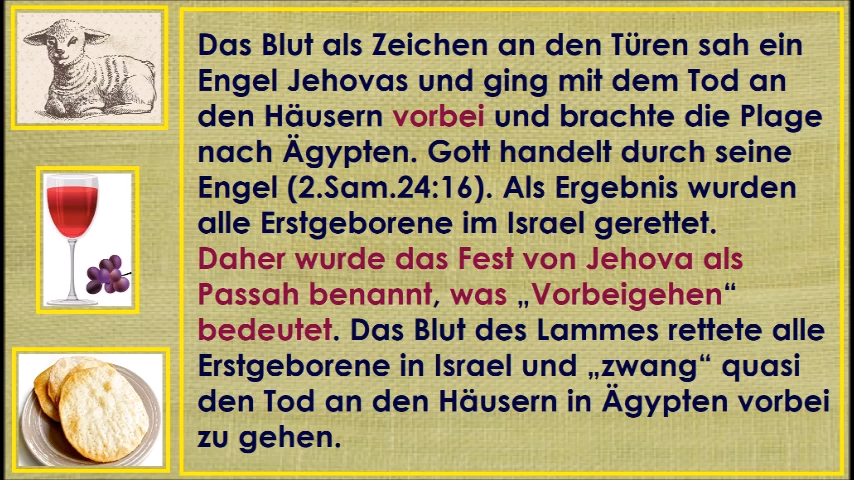 Das Blut als Zeichen an den Türen sah ein
Engel Jehovas und ging mit dem Tod an
den Häusern vorbei und brachte die Plage
nach Ägypten. Gott handelt durch seine
Engel (2.Sam.24:16). Als Ergebnis wurden
alle Erstgeborene im Israel gerettet.
Daher wurde das Fest von Jehova als
Passah benannt, was „Vorbeigehen“
bedeutet. Das Blut des Lammes rettete alle
Erstgeborene in Israel und „zwang“ quasi
den Tod an den Häusern in Ägypten vorbei
zu gehen.